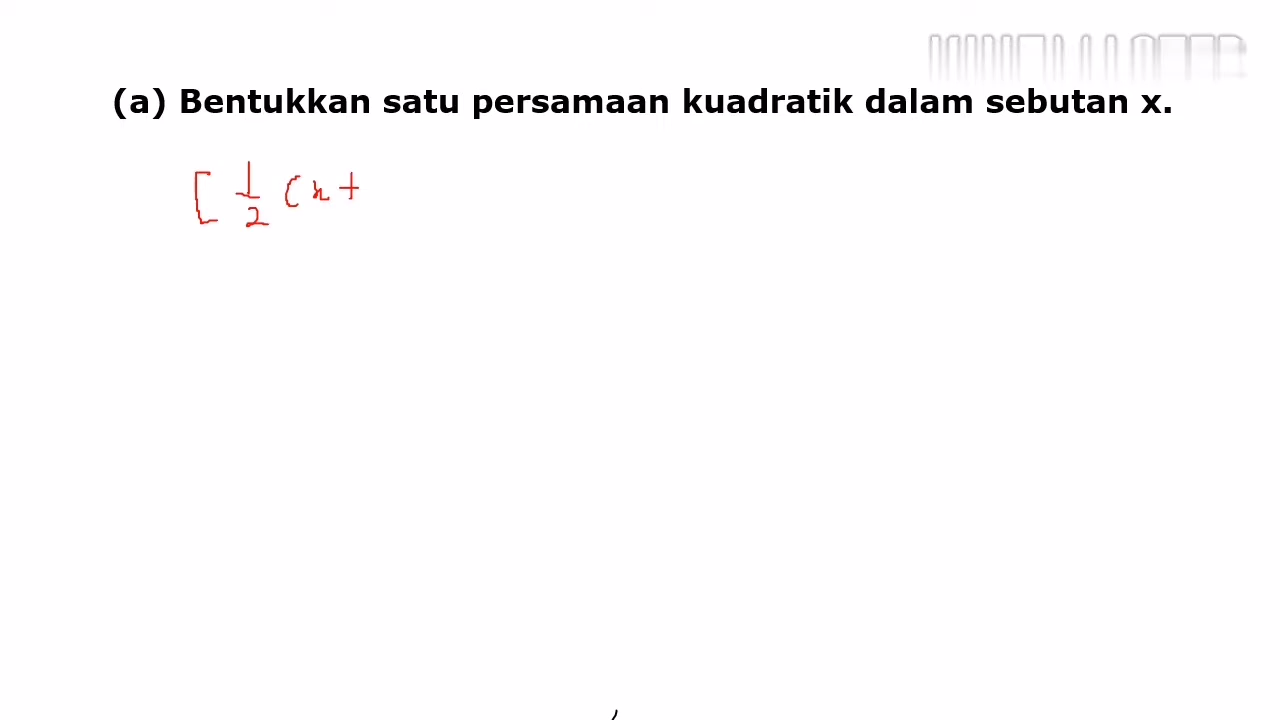 (a) Bentukkan satu persamaan kuadratik dalam sebutan x.
[ 1/2 (x +